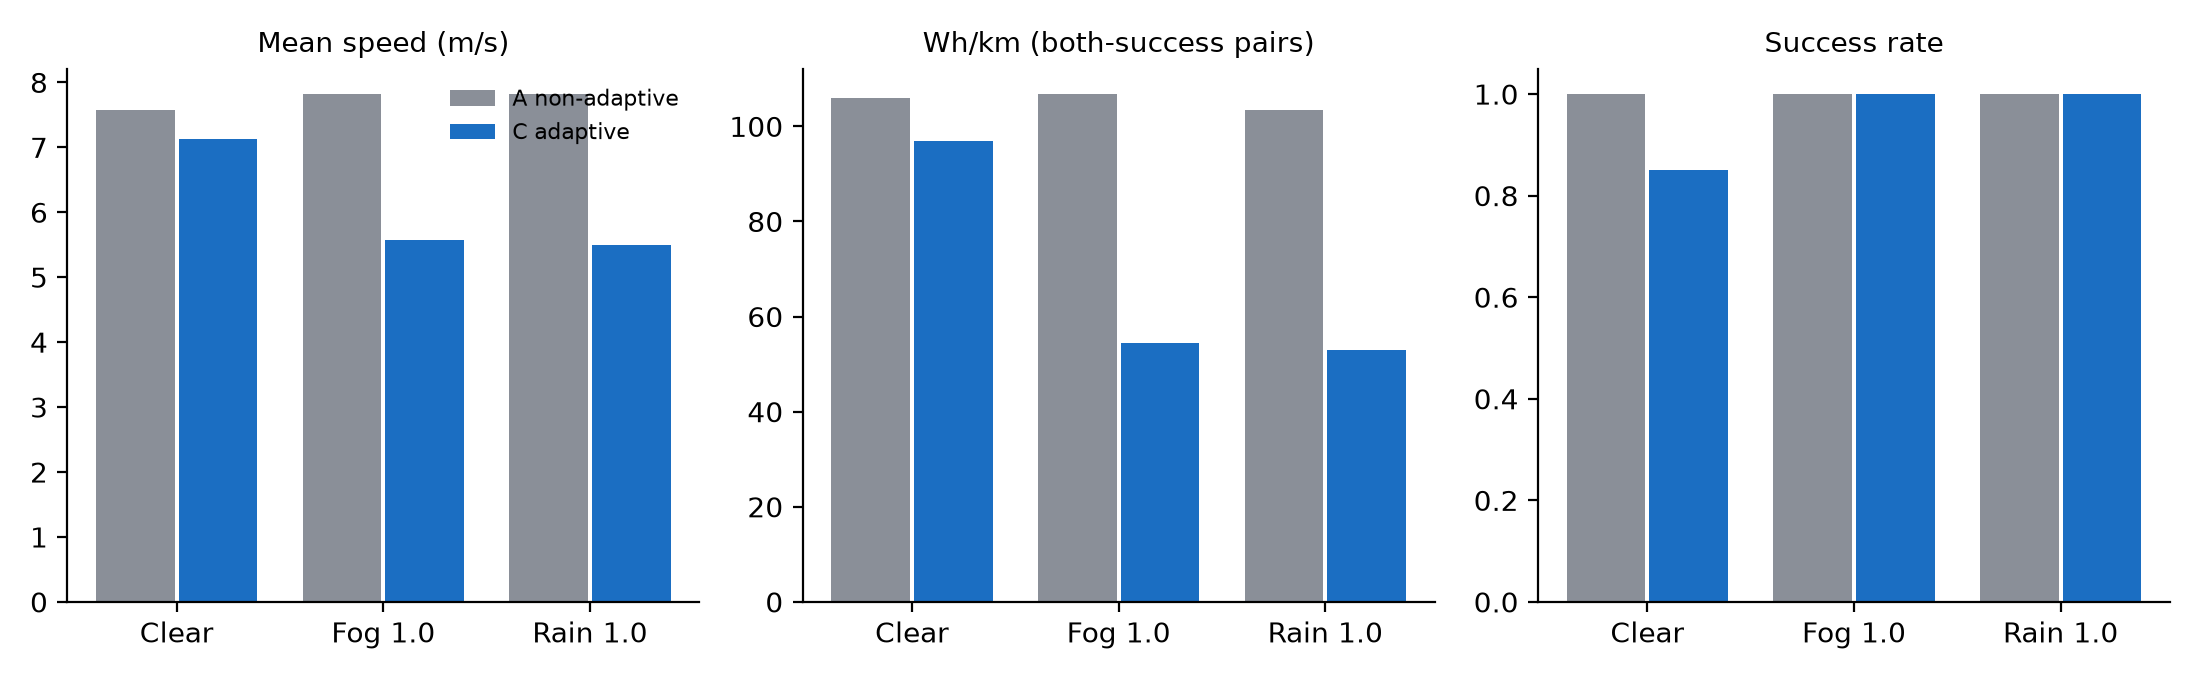 Mean speed (m/s)
8
7
6
5
4
3
2
1
0
A non-adaptive
C adaptive
Clear
Fog 1.0
Rain 1.0
Wh/km (both-success pairs)
100
80
60
40
20
0
Clear
Fog 1.0
Rain 1.0
Success rate
1.0
0.8
0.6
0.4
0.2
0.0
Clear
Fog 1.0
Rain 1.0